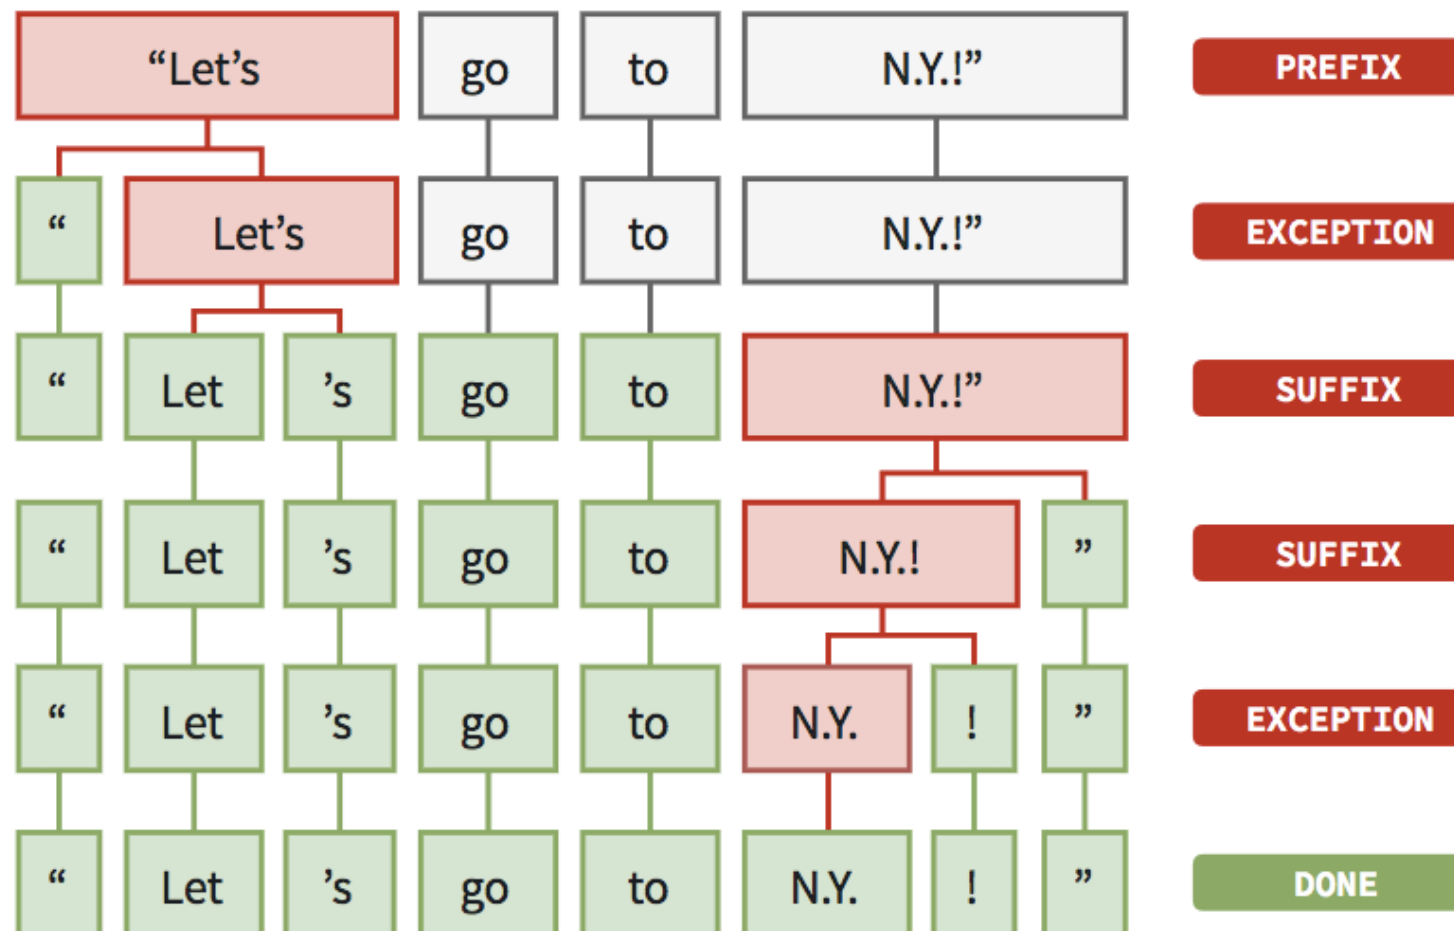 “Let’s go to N.Y.!” PREFIX
“ Let’s go to N.Y.!” EXCEPTION
“ Let ’s go to N.Y.!” SUFFIX
“ Let ’s go to N.Y.! ” SUFFIX
“ Let ’s go to N.Y. ! ” EXCEPTION
“ Let ’s go to N.Y. ! ” DONE